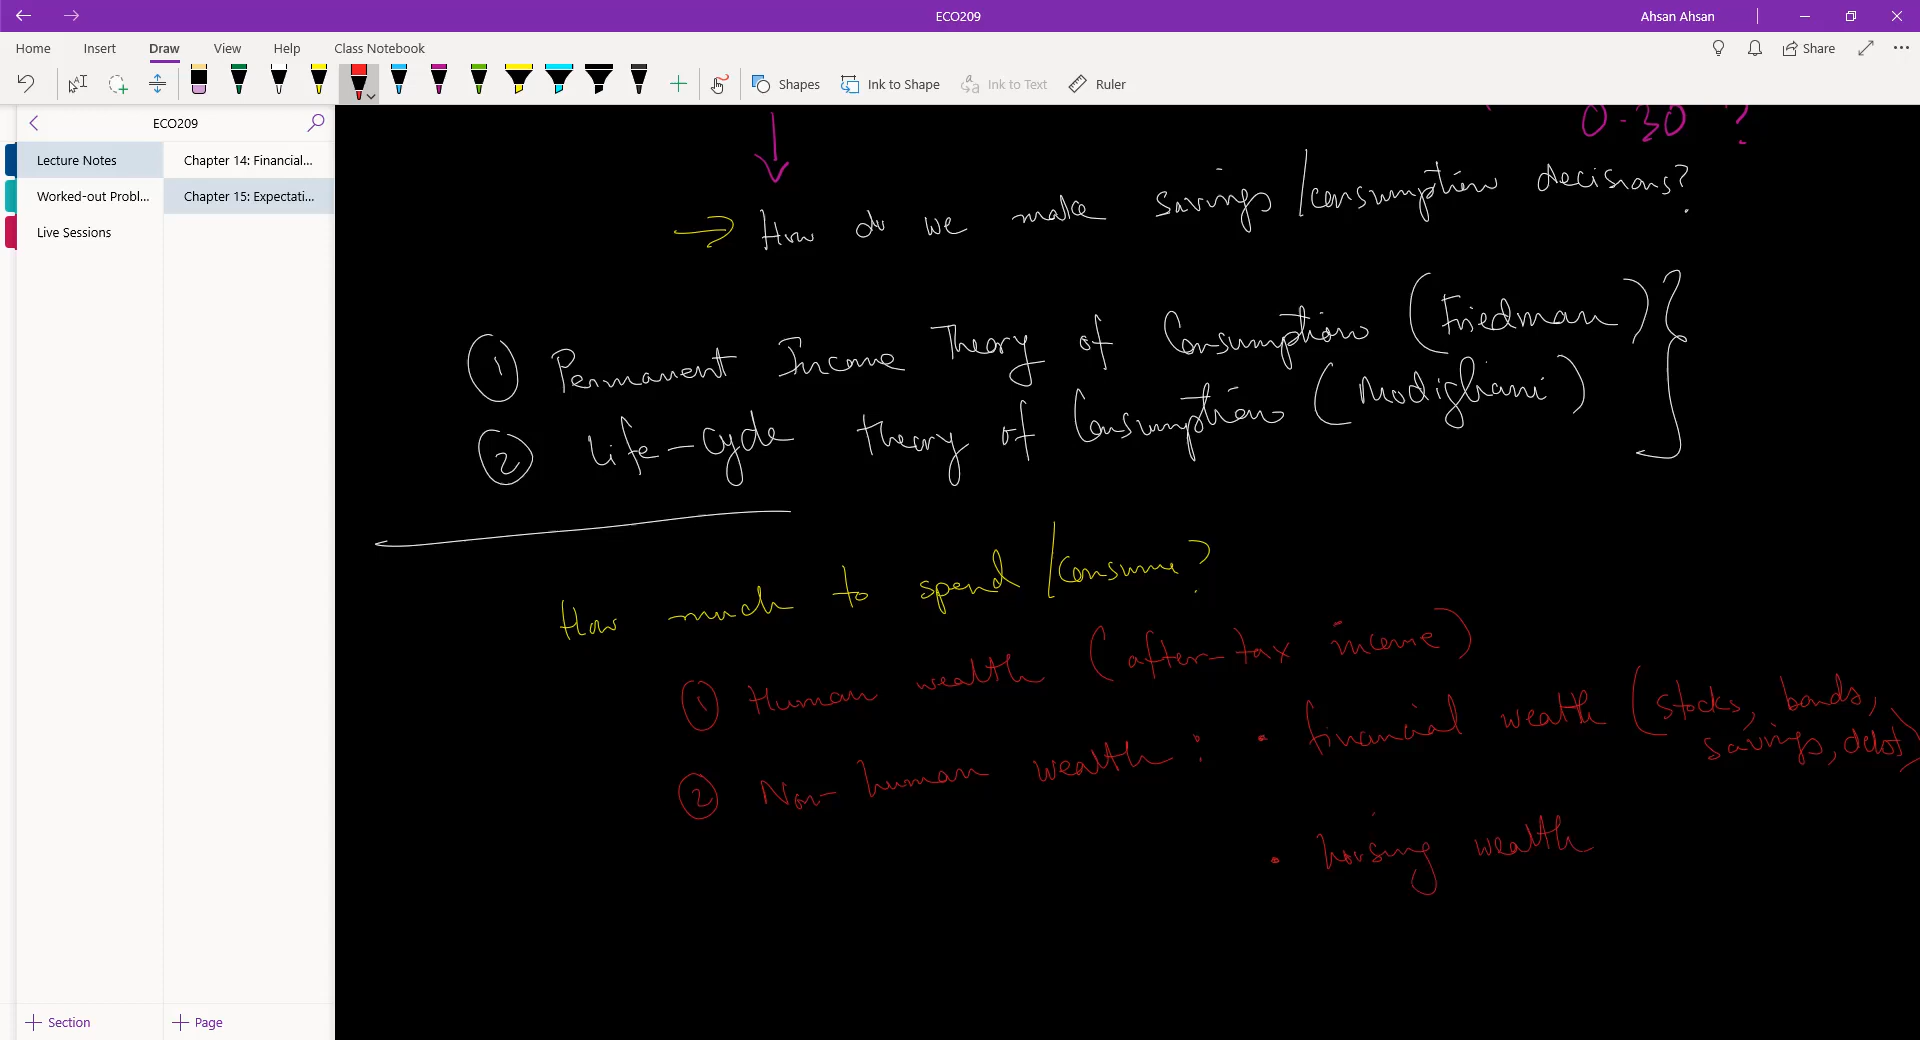 ECO209
Ahsan Ahsan
Home Insert Draw View Help Class Notebook
Share
Shapes Ink to Shape Ink to Text Ruler
ECO209
Lecture Notes
Worked-out Probl...
Live Sessions
Chapter 14: Financial...
Chapter 15: Expectati...
0.30 ?
→ How do we make savings/consumption decisions?
① Permanent Income Theory of Consumption (Friedman)
② Life-cycle theory of Consumption (Modigliani)
How much to spend/consume?
① Human wealth (after-tax income)
② Non-human wealth: • financial wealth (stocks, bonds,
savings, debt)
• housing wealth
+ Section
+ Page